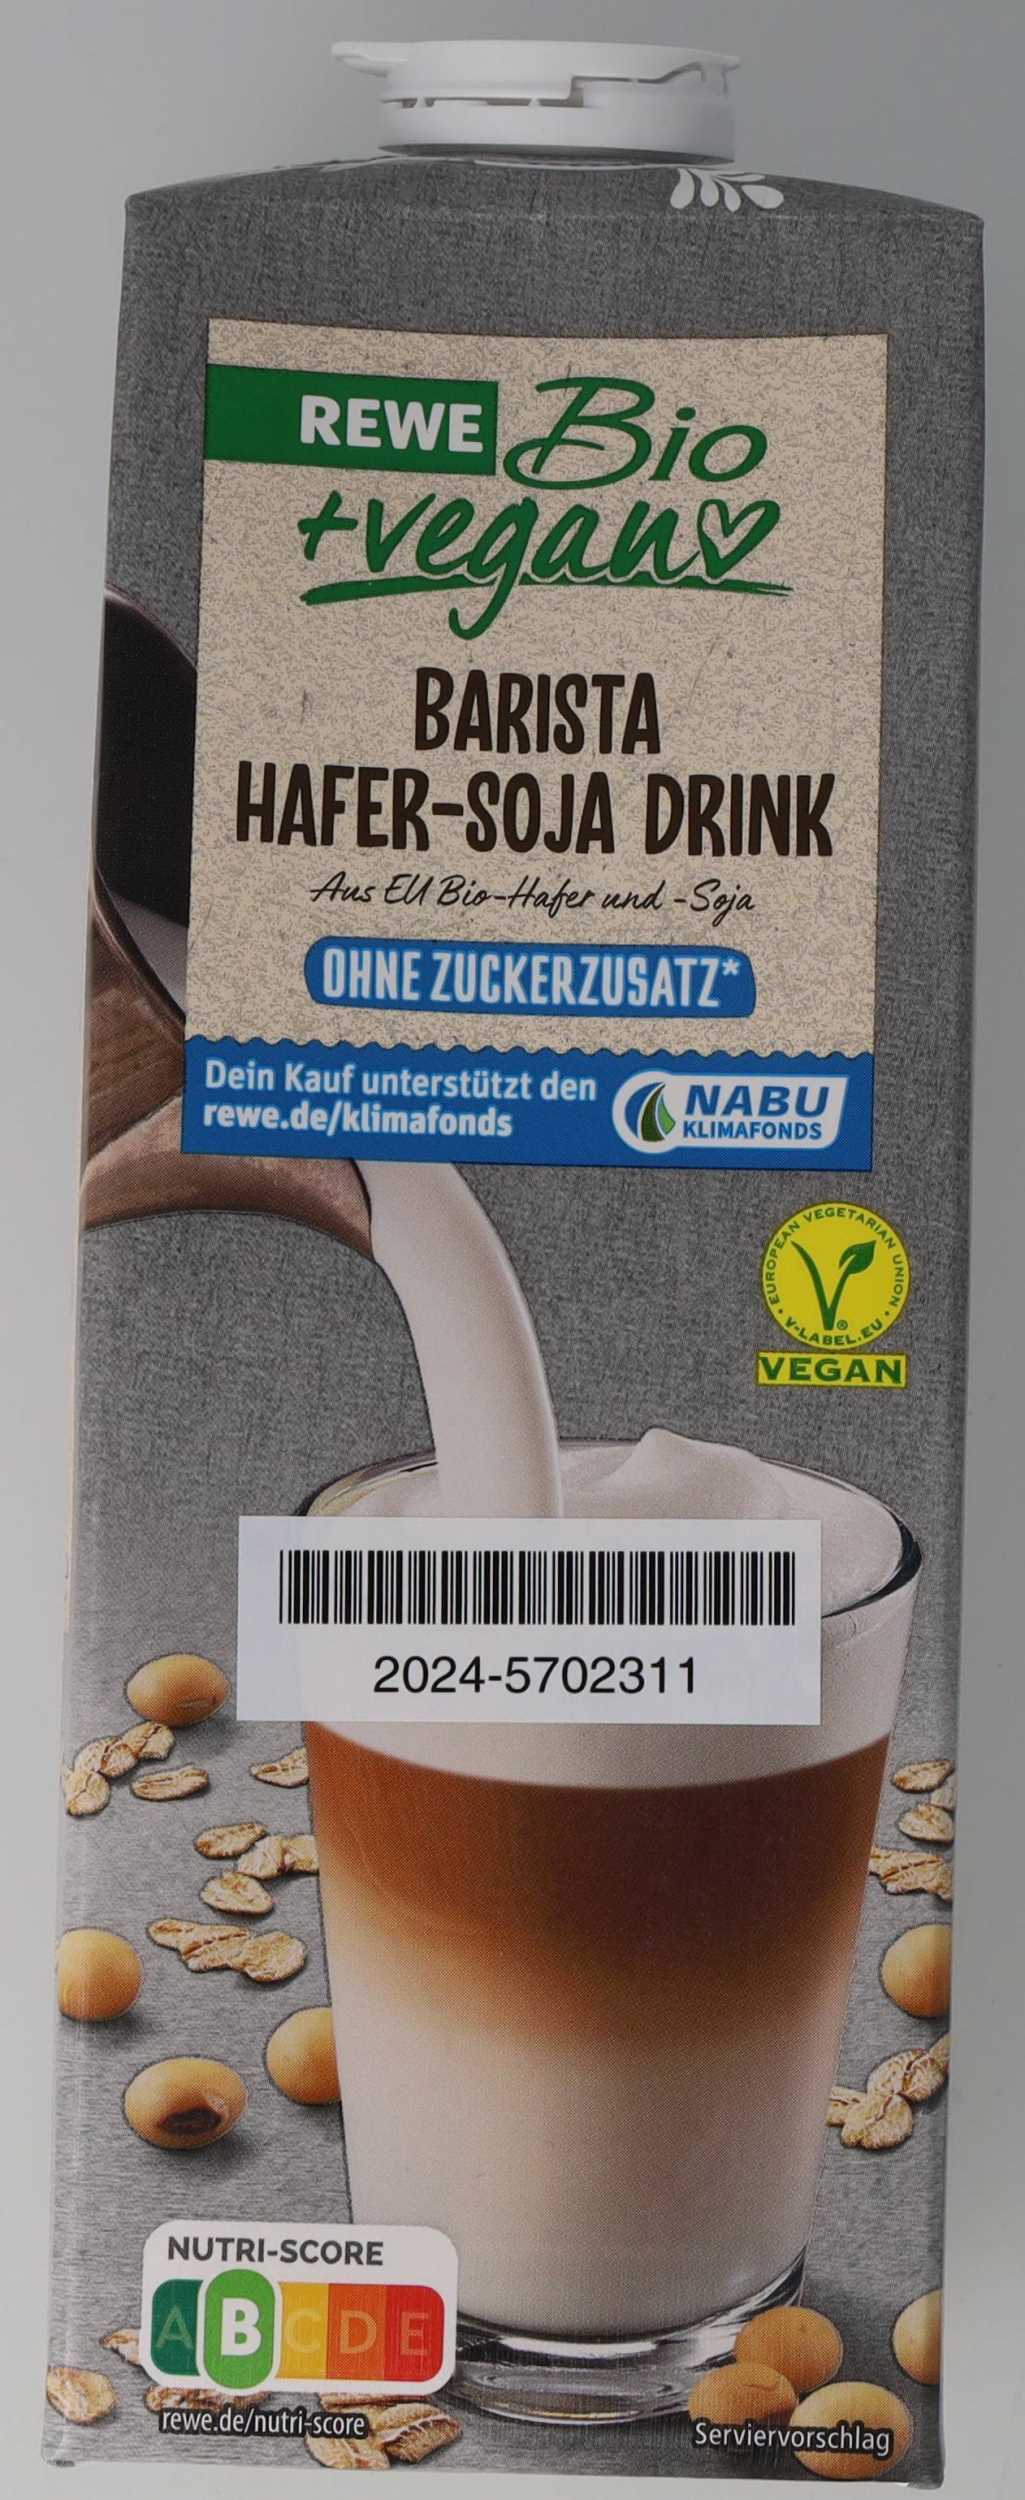 REWE Bio
+vegan
BARISTA
HAFER-SOJA DRINK
Aus EU Bio-Hafer und -Soja
OHNE ZUCKERZUSATZ*
Dein Kauf unterstützt den
rewe.de/klimafonds
NABU
KLIMAFONDS
EUROPEAN VEGETARIAN UNION
V-LABEL.EU
®
VEGAN
2024-5702311
NUTRI-SCORE
A B C D E
rewe.de/nutri-score
Serviervorschlag